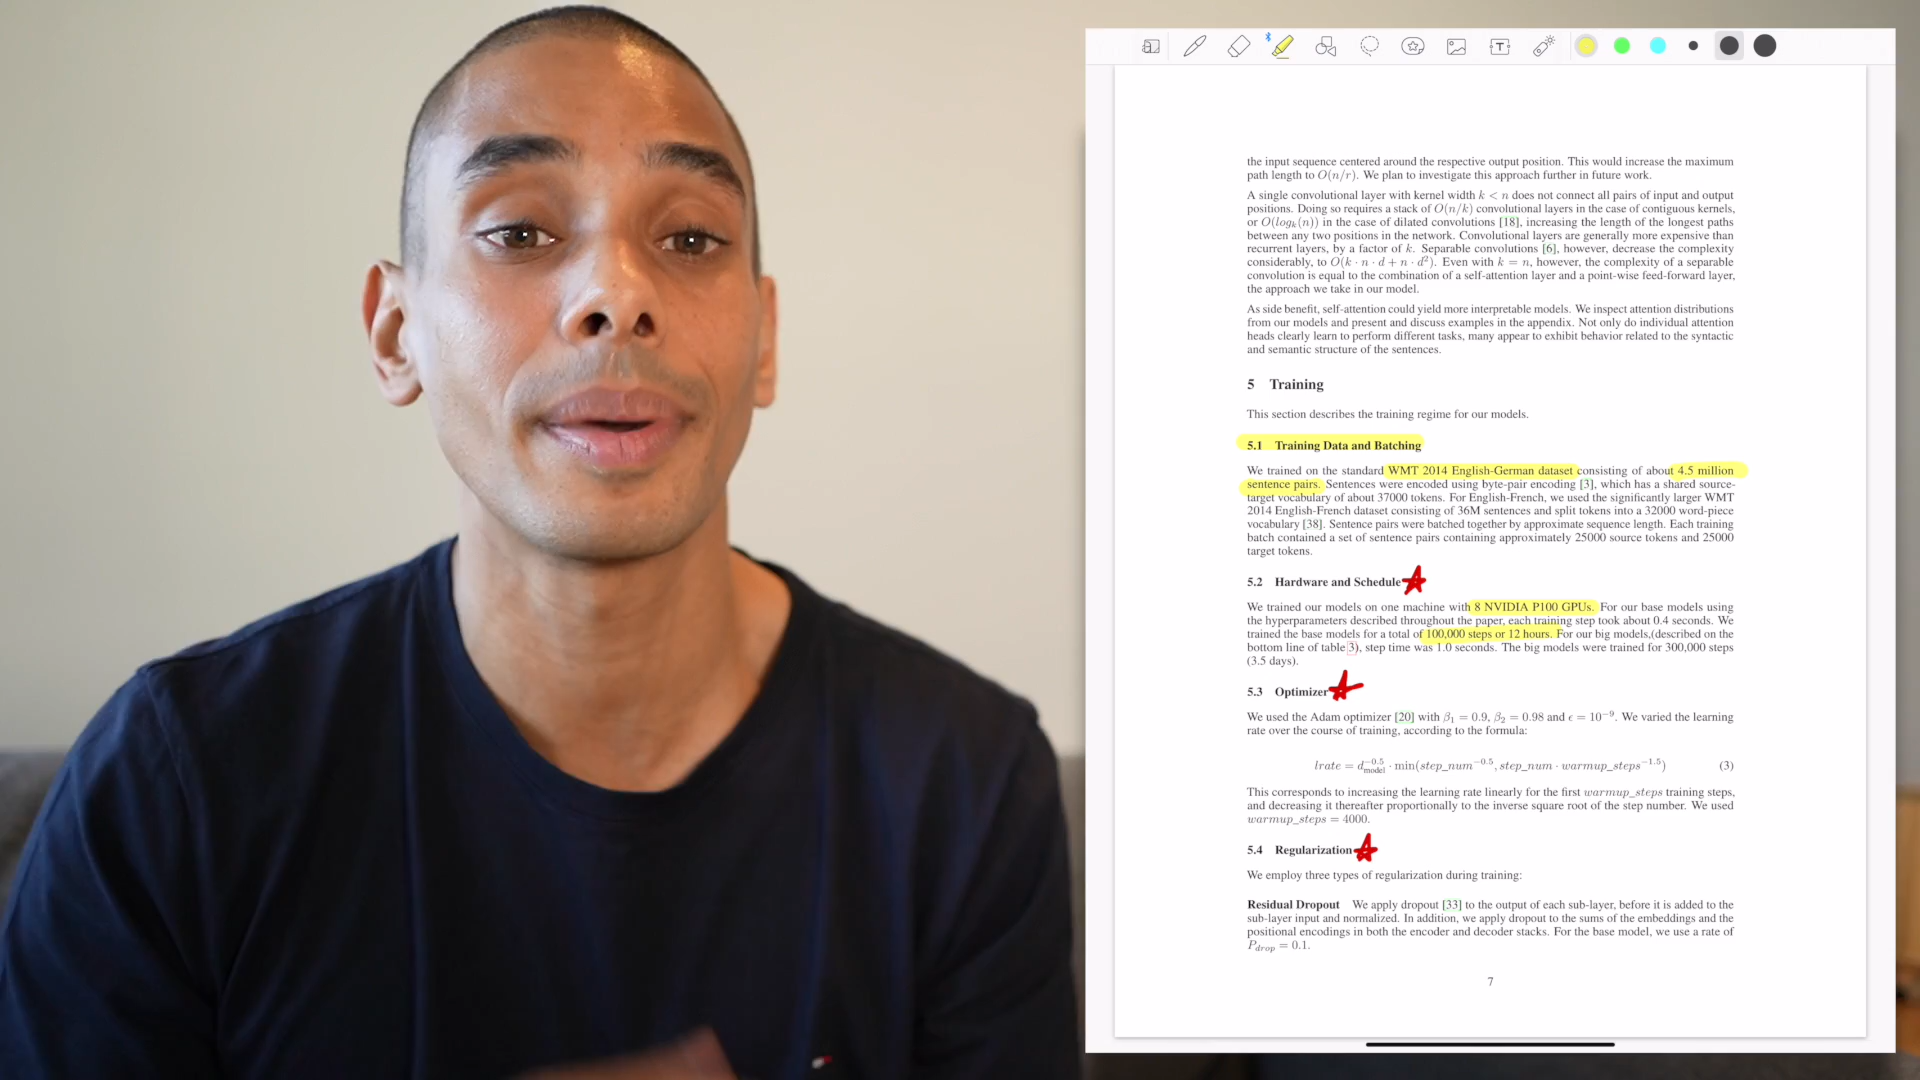 the input sequence centered around the respective output position. This would increase the maximum
path length to O(n/r). We plan to investigate this approach further in future work.
A single convolutional layer with kernel width k < n does not connect all pairs of input and output
positions. Doing so requires a stack of O(n/k) convolutional layers in the case of contiguous kernels,
or O(logₖ(n)) in the case of dilated convolutions [18], increasing the length of the longest paths
between any two positions in the network. Convolutional layers are generally more expensive than
recurrent layers, by a factor of k. Separable convolutions [6], however, decrease the complexity
considerably, to O(k · n · d + n · d²). Even with k = n, however, the complexity of a separable
convolution is equal to the combination of a self-attention layer and a point-wise feed-forward layer,
the approach we take in our model.
As side benefit, self-attention could yield more interpretable models. We inspect attention distributions
from our models and present and discuss examples in the appendix. Not only do individual attention
heads clearly learn to perform different tasks, many appear to exhibit behavior related to the syntactic
and semantic structure of the sentences.
5 Training
This section describes the training regime for our models.
5.1 Training Data and Batching
We trained on the standard WMT 2014 English-German dataset consisting of about 4.5 million
sentence pairs. Sentences were encoded using byte-pair encoding [3], which has a shared source-
target vocabulary of about 37000 tokens. For English-French, we used the significantly larger WMT
2014 English-French dataset consisting of 36M sentences and split tokens into a 32000 word-piece
vocabulary [38]. Sentence pairs were batched together by approximate sequence length. Each training
batch contained a set of sentence pairs containing approximately 25000 source tokens and 25000
target tokens.
5.2 Hardware and Schedule
We trained our models on one machine with 8 NVIDIA P100 GPUs. For our base models using
the hyperparameters described throughout the paper, each training step took about 0.4 seconds. We
trained the base models for a total of 100,000 steps or 12 hours. For our big models,(described on the
bottom line of table 3), step time was 1.0 seconds. The big models were trained for 300,000 steps
(3.5 days).
5.3 Optimizer
We used the Adam optimizer [20] with β₁ = 0.9, β₂ = 0.98 and ϵ = 10⁻⁹. We varied the learning
rate over the course of training, according to the formula:
lrate = d_model^−0.5 · min(step_num^−0.5, step_num · warmup_steps^−1.5) (3)
This corresponds to increasing the learning rate linearly for the first warmup_steps training steps,
and decreasing it thereafter proportionally to the inverse square root of the step number. We used
warmup_steps = 4000.
5.4 Regularization
We employ three types of regularization during training:
Residual Dropout We apply dropout [33] to the output of each sub-layer, before it is added to the
sub-layer input and normalized. In addition, we apply dropout to the sums of the embeddings and the
positional encodings in both the encoder and decoder stacks. For the base model, we use a rate of
P_drop = 0.1.
7